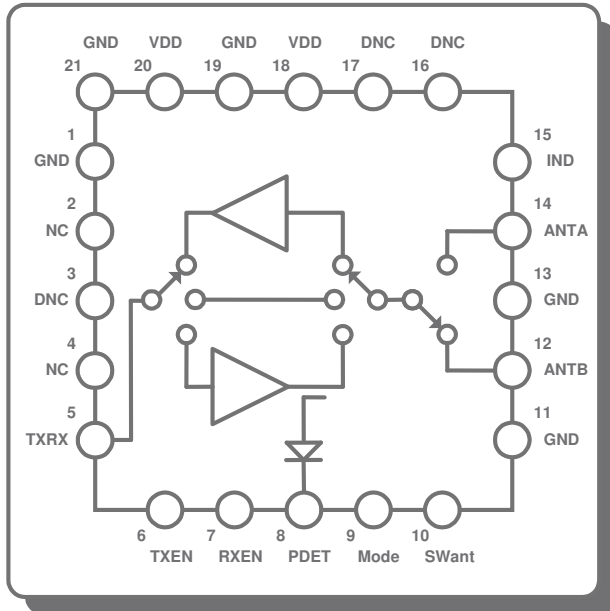 GND VDD GND VDD DNC DNC
21 20 19 18 17 16
1
GND
2
NC
3
DNC
4
NC
5
TXRX
15
IND
14
ANTA
13
GND
12
ANTB
11
GND
6 7 8 9 10
TXEN RXEN PDET Mode SWant